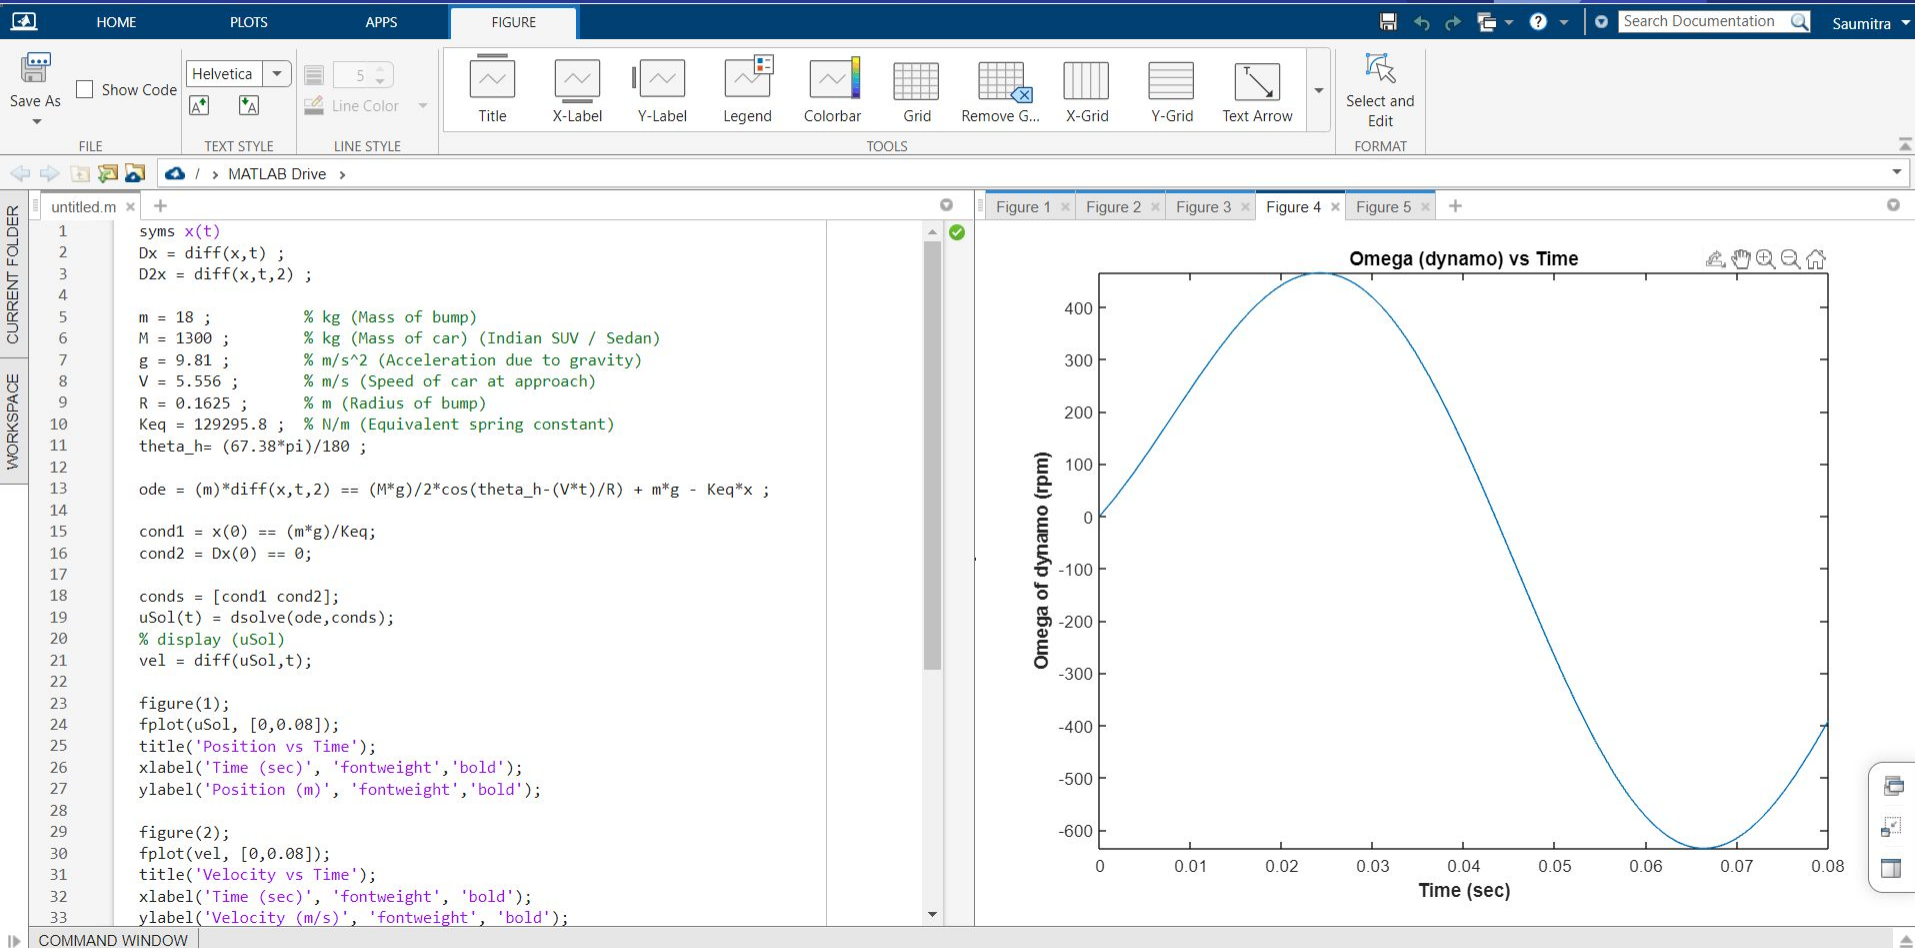 HOME PLOTS APPS FIGURE Search Documentation Saumitra
Save As
Show Code
FILE
Helvetica
TEXT STYLE
5
Line Color
LINE STYLE
Title X-Label Y-Label Legend Colorbar Grid Remove G... X-Grid Y-Grid Text Arrow
TOOLS
Select and
Edit
FORMAT
/ › MATLAB Drive ›
CURRENT FOLDER
WORKSPACE
untitled.m
1 syms x(t)
2 Dx = diff(x,t) ;
3 D2x = diff(x,t,2) ;
4
5 m = 18 ; % kg (Mass of bump)
6 M = 1300 ; % kg (Mass of car) (Indian SUV / Sedan)
7 g = 9.81 ; % m/s^2 (Acceleration due to gravity)
8 V = 5.556 ; % m/s (Speed of car at approach)
9 R = 0.1625 ; % m (Radius of bump)
10 Keq = 129295.8 ; % N/m (Equivalent spring constant)
11 theta_h= (67.38*pi)/180 ;
12
13 ode = (m)*diff(x,t,2) == (M*g)/2*cos(theta_h-(V*t)/R) + m*g - Keq*x ;
14
15 cond1 = x(0) == (m*g)/Keq;
16 cond2 = Dx(0) == 0;
17
18 conds = [cond1 cond2];
19 uSol(t) = dsolve(ode,conds);
20 % display (uSol)
21 vel = diff(uSol,t);
22
23 figure(1);
24 fplot(uSol, [0,0.08]);
25 title('Position vs Time');
26 xlabel('Time (sec)', 'fontweight','bold');
27 ylabel('Position (m)', 'fontweight','bold');
28
29 figure(2);
30 fplot(vel, [0,0.08]);
31 title('Velocity vs Time');
32 xlabel('Time (sec)', 'fontweight', 'bold');
33 ylabel('Velocity (m/s)', 'fontweight', 'bold');
COMMAND WINDOW
Figure 1 Figure 2 Figure 3 Figure 4 Figure 5
Omega (dynamo) vs Time
Omega of dynamo (rpm)
400
300
200
100
0
-100
-200
-300
-400
-500
-600
0 0.01 0.02 0.03 0.04 0.05 0.06 0.07 0.08
Time (sec)